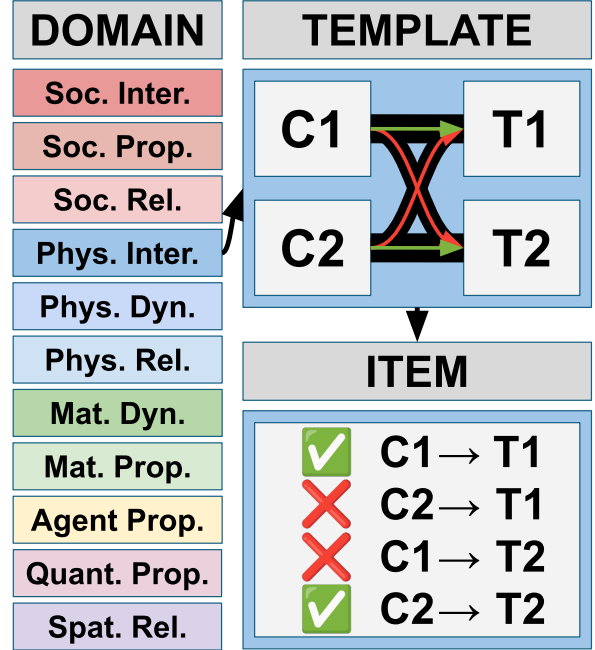 DOMAIN
Soc. Inter.
Soc. Prop.
Soc. Rel.
Phys. Inter.
Phys. Dyn.
Phys. Rel.
Mat. Dyn.
Mat. Prop.
Agent Prop.
Quant. Prop.
Spat. Rel.
TEMPLATE
C1 T1
C2 T2
ITEM
✅ C1→ T1
❌ C2→ T1
❌ C1→ T2
✅ C2→ T2